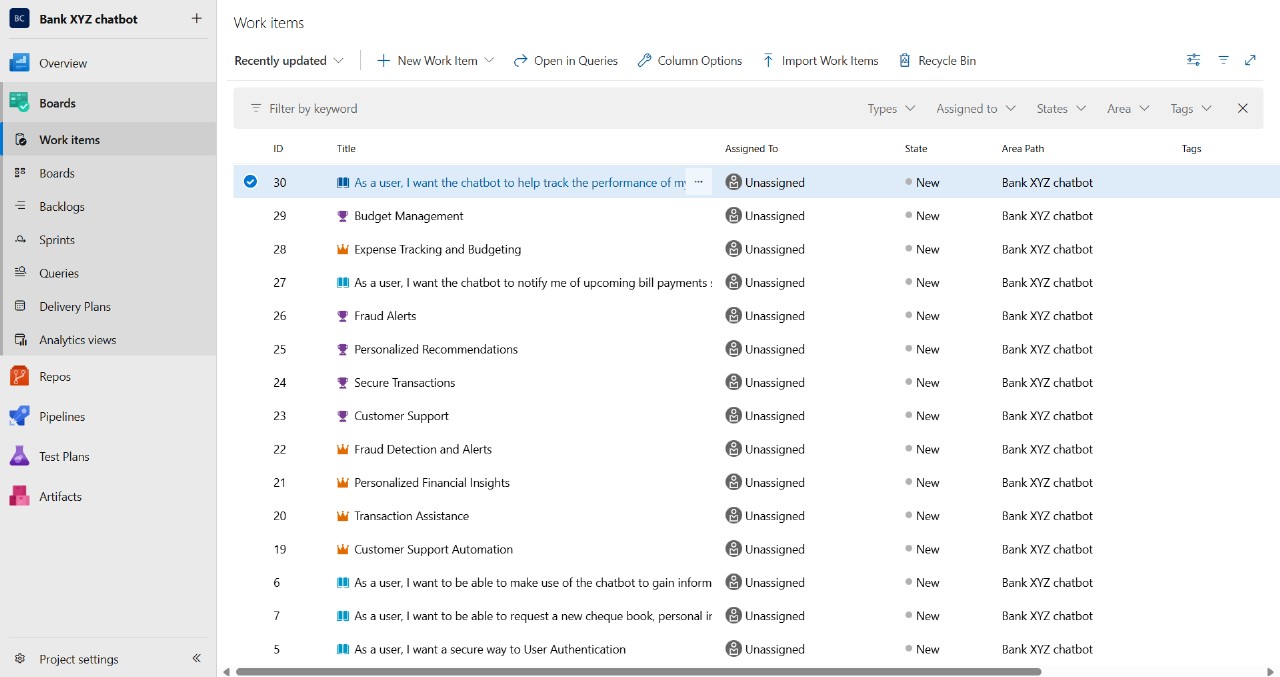 BC Bank XYZ chatbot
Overview
Boards
Work items
Boards
Backlogs
Sprints
Queries
Delivery Plans
Analytics views
Repos
Pipelines
Test Plans
Artifacts
Project settings
Work items
Recently updated New Work Item Open in Queries Column Options Import Work Items Recycle Bin
Filter by keyword Types Assigned to States Area Tags
ID Title Assigned To State Area Path Tags
30 As a user, I want the chatbot to help track the performance of my ... Unassigned New Bank XYZ chatbot
29 Budget Management Unassigned New Bank XYZ chatbot
28 Expense Tracking and Budgeting Unassigned New Bank XYZ chatbot
27 As a user, I want the chatbot to notify me of upcoming bill payments Unassigned New Bank XYZ chatbot
26 Fraud Alerts Unassigned New Bank XYZ chatbot
25 Personalized Recommendations Unassigned New Bank XYZ chatbot
24 Secure Transactions Unassigned New Bank XYZ chatbot
23 Customer Support Unassigned New Bank XYZ chatbot
22 Fraud Detection and Alerts Unassigned New Bank XYZ chatbot
21 Personalized Financial Insights Unassigned New Bank XYZ chatbot
20 Transaction Assistance Unassigned New Bank XYZ chatbot
19 Customer Support Automation Unassigned New Bank XYZ chatbot
6 As a user, I want to be able to make use of the chatbot to gain inform Unassigned New Bank XYZ chatbot
7 As a user, I want to be able to request a new cheque book, personal Unassigned New Bank XYZ chatbot
5 As a user, I want a secure way to User Authentication Unassigned New Bank XYZ chatbot